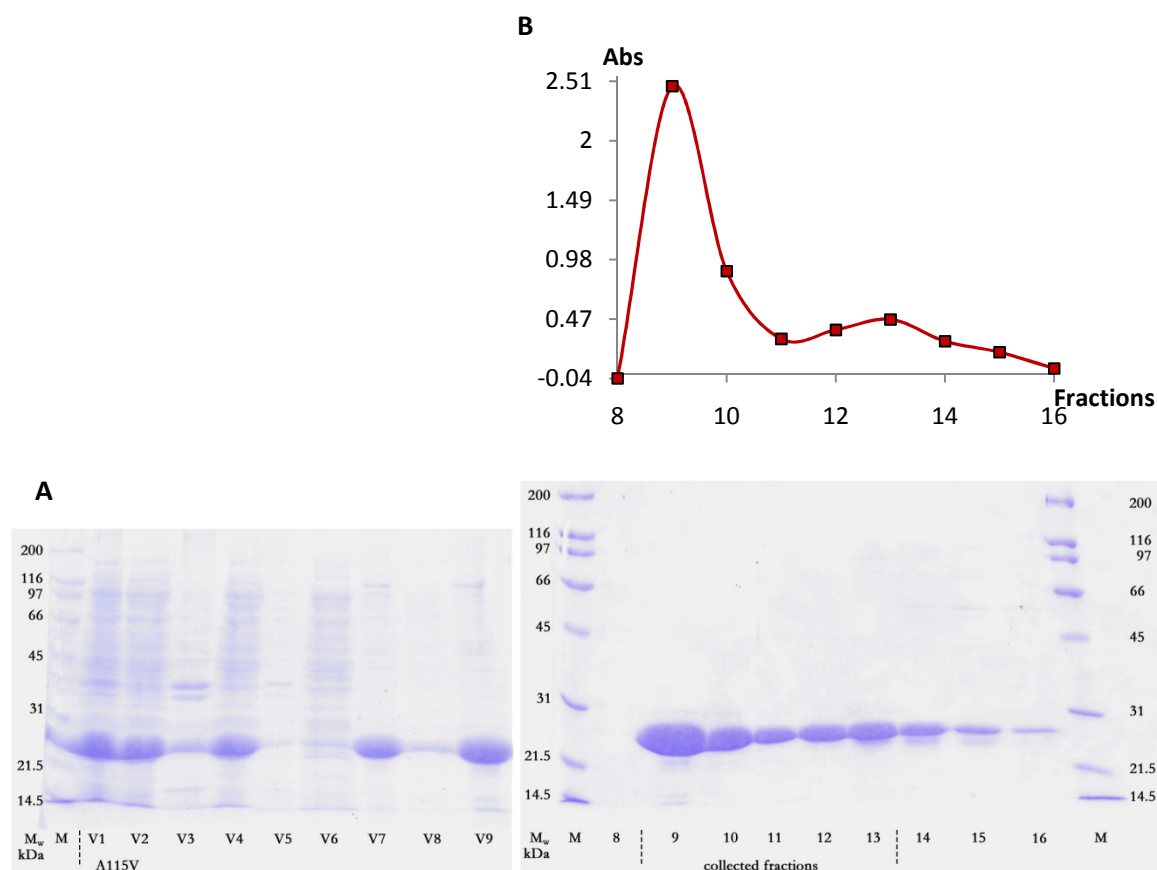 B
Abs
2.51
2
1.49
0.98
0.47
-0.04
8 10 12 14 16
Fractions
A
200
116
97
66
45
31
21.5
14.5
Mw M V1 V2 V3 V4 V5 V6 V7 V8 V9
kDa
A115V
200
116
97
66
45
31
21.5
14.5
200
116
97
66
45
31
21.5
14.5
Mw M 8 9 10 11 12 13 14 15 16 M
kDa
collected fractions